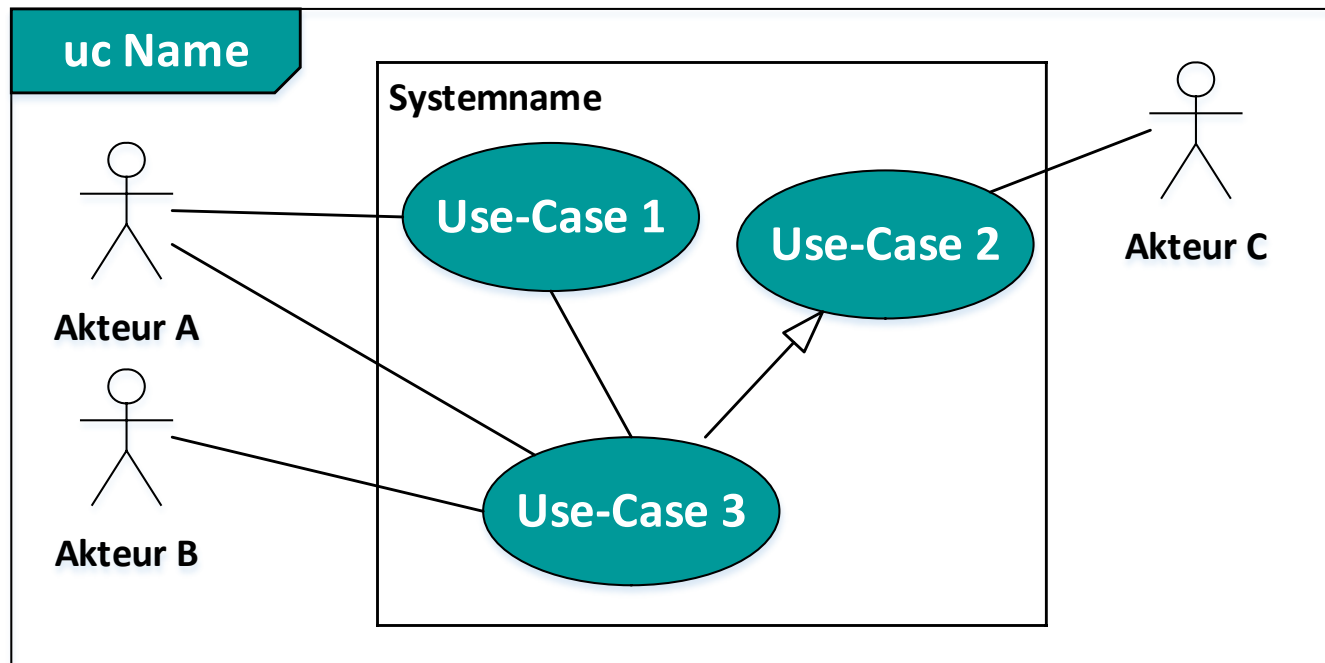 uc Name
Systemname
Use-Case 1
Use-Case 2
Akteur C
Akteur A
Use-Case 3
Akteur B